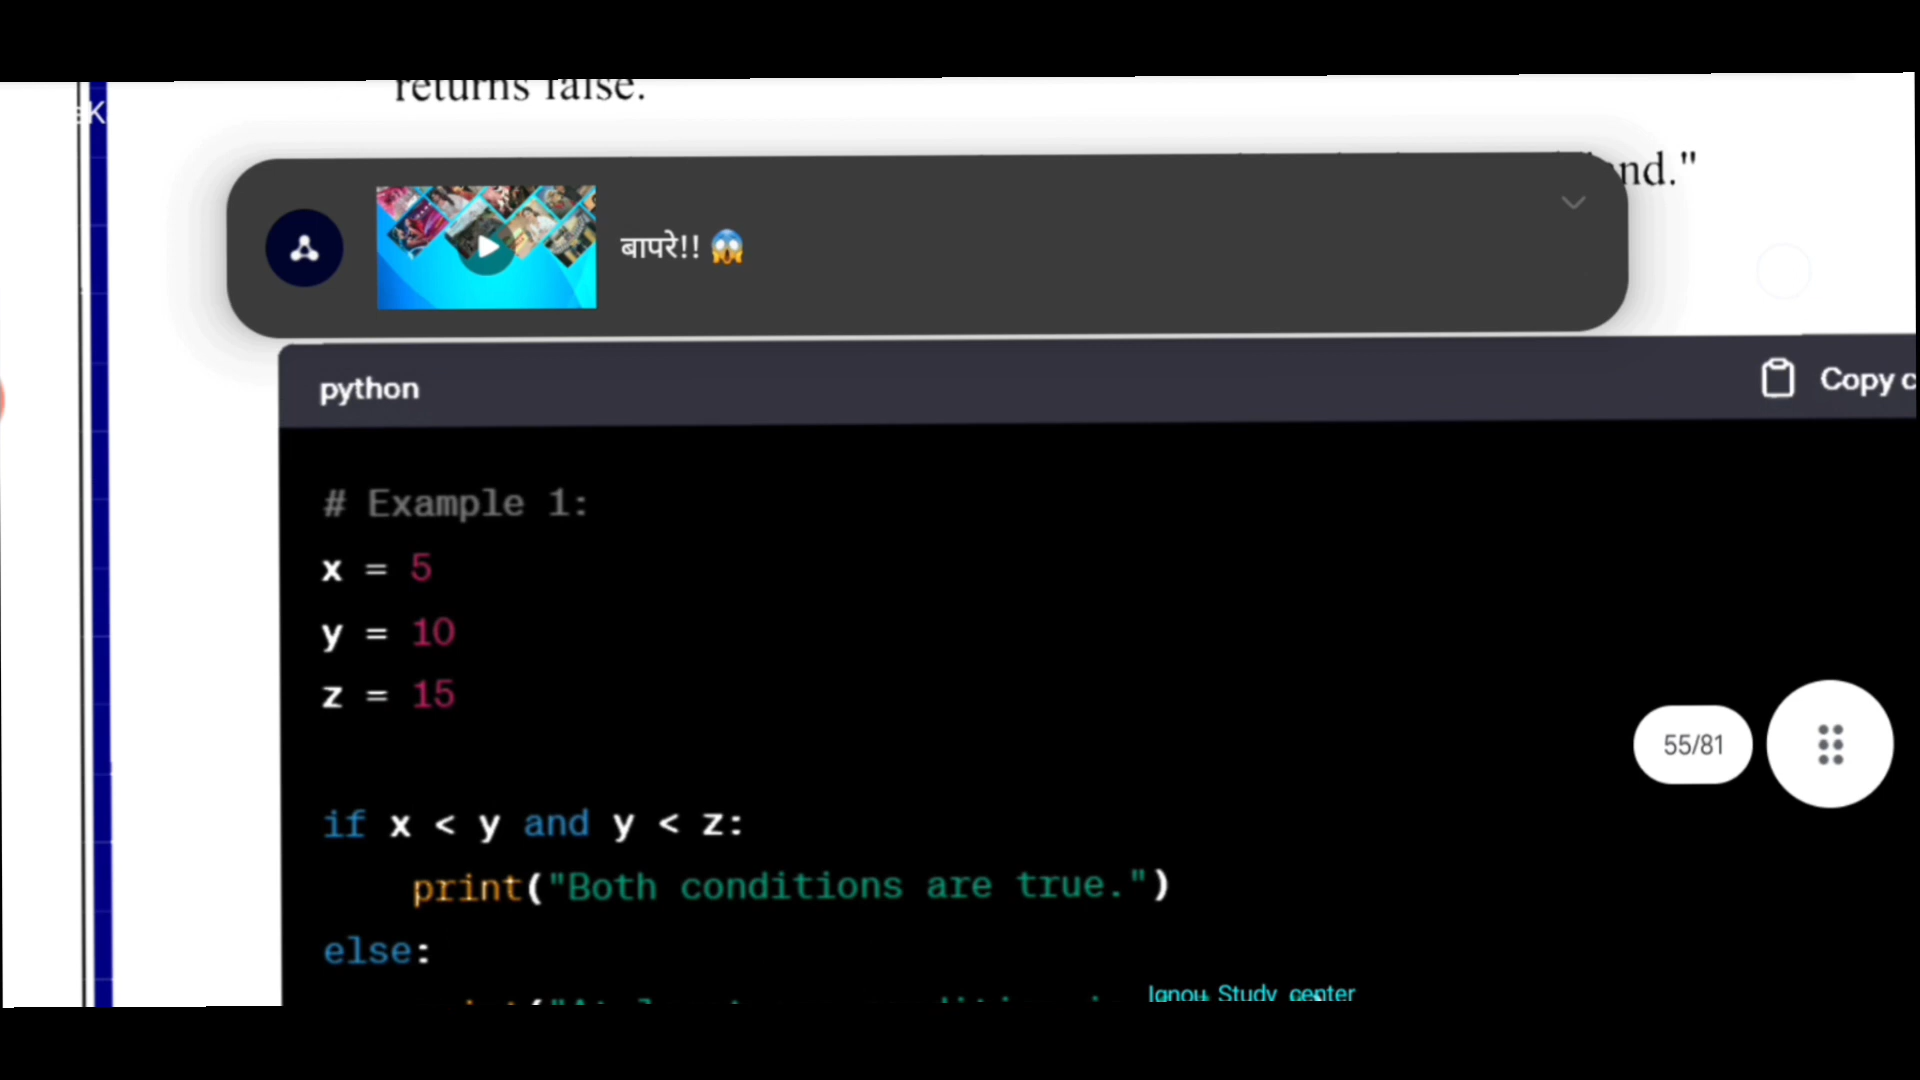 returns false.
and."
बापरे!! 😱
python
Copy c
# Example 1:
x = 5
y = 10
z = 15
55/81
if x < y and y < z:
print("Both conditions are true.")
else:
Ignou Study center